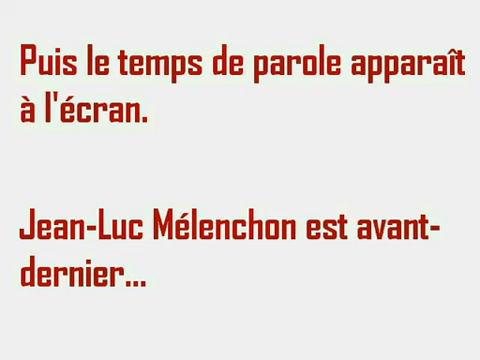 Puis le temps de parole apparaît
à l'écran.
Jean-Luc Mélenchon est avant-
dernier...